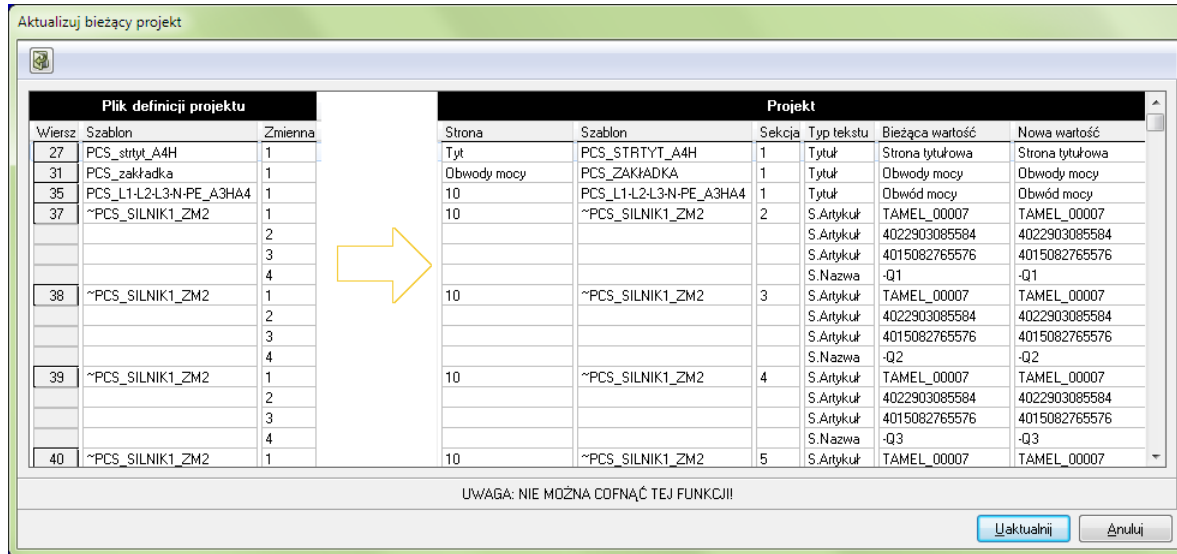 Aktualizuj bieżący projekt
Plik definicji projektu Projekt
Wiersz Szablon Zmienna Strona Szablon Sekcja Typ tekstu Bieżąca wartość Nowa wartość
27 PCS_strtyt_A4H 1 Tyt PCS_STRTYT_A4H 1 Tytuł Strona tytułowa Strona tytułowa
31 PCS_zakładka 1 Obwody mocy PCS_ZAKŁADKA 1 Tytuł Obwody mocy Obwody mocy
35 PCS_L1-L2-L3-N-PE_A3HA4 1 10 PCS_L1-L2-L3-N-PE_A3HA4 1 Tytuł Obwód mocy Obwód mocy
37 ~PCS_SILNIK1_ZM2 1 10 ~PCS_SILNIK1_ZM2 2 S.Artykuł TAMEL_00007 TAMEL_00007
2 S.Artykuł 4022903085584 4022903085584
3 S.Artykuł 4015082765576 4015082765576
4 S.Nazwa -Q1 -Q1
38 ~PCS_SILNIK1_ZM2 1 10 ~PCS_SILNIK1_ZM2 3 S.Artykuł TAMEL_00007 TAMEL_00007
2 S.Artykuł 4022903085584 4022903085584
3 S.Artykuł 4015082765576 4015082765576
4 S.Nazwa -Q2 -Q2
39 ~PCS_SILNIK1_ZM2 1 10 ~PCS_SILNIK1_ZM2 4 S.Artykuł TAMEL_00007 TAMEL_00007
2 S.Artykuł 4022903085584 4022903085584
3 S.Artykuł 4015082765576 4015082765576
4 S.Nazwa -Q3 -Q3
40 ~PCS_SILNIK1_ZM2 1 10 ~PCS_SILNIK1_ZM2 5 S.Artykuł TAMEL_00007 TAMEL_00007
UWAGA: NIE MOŻNA COFNĄĆ TEJ FUNKCJI!
Uaktualnij Anuluj